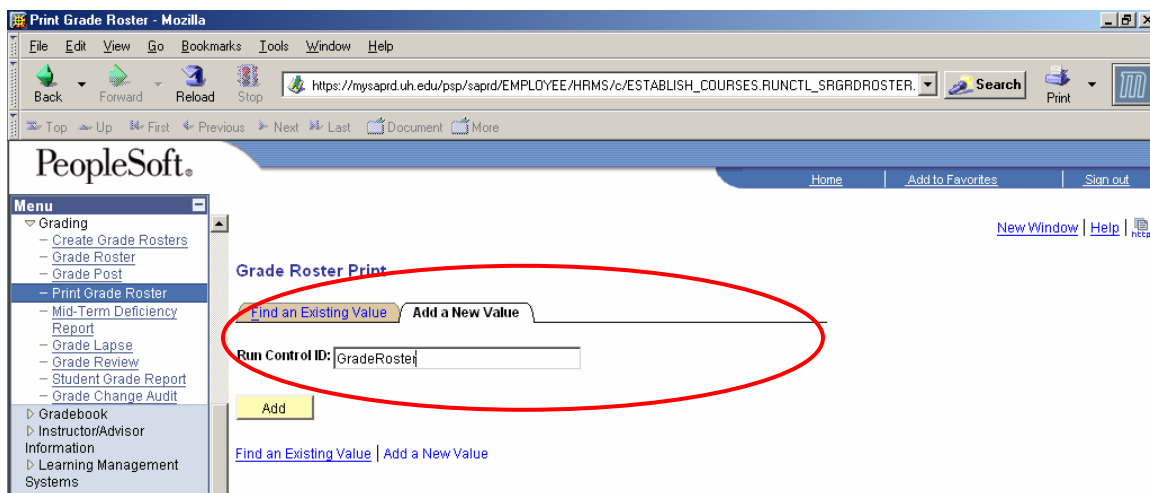 Print Grade Roster - Mozilla
File Edit View Go Bookmarks Tools Window Help
Back Forward Reload Stop https://mysaprd.uh.edu/psp/saprd/EMPLOYEE/HRMS/c/ESTABLISH_COURSES.RUNCTL_SRGRDROSTER. Search Print
Top Up First Previous Next Last Document More
PeopleSoft®
Home Add to Favorites Sign out
Menu
Grading
Create Grade Rosters
Grade Roster
Grade Post
Print Grade Roster
Mid-Term Deficiency
Report
Grade Lapse
Grade Review
Student Grade Report
Grade Change Audit
Gradebook
Instructor/Advisor
Information
Learning Management
Systems
New Window | Help | http
Grade Roster Print
Find an Existing Value Add a New Value
Run Control ID: GradeRoster
Add
Find an Existing Value | Add a New Value